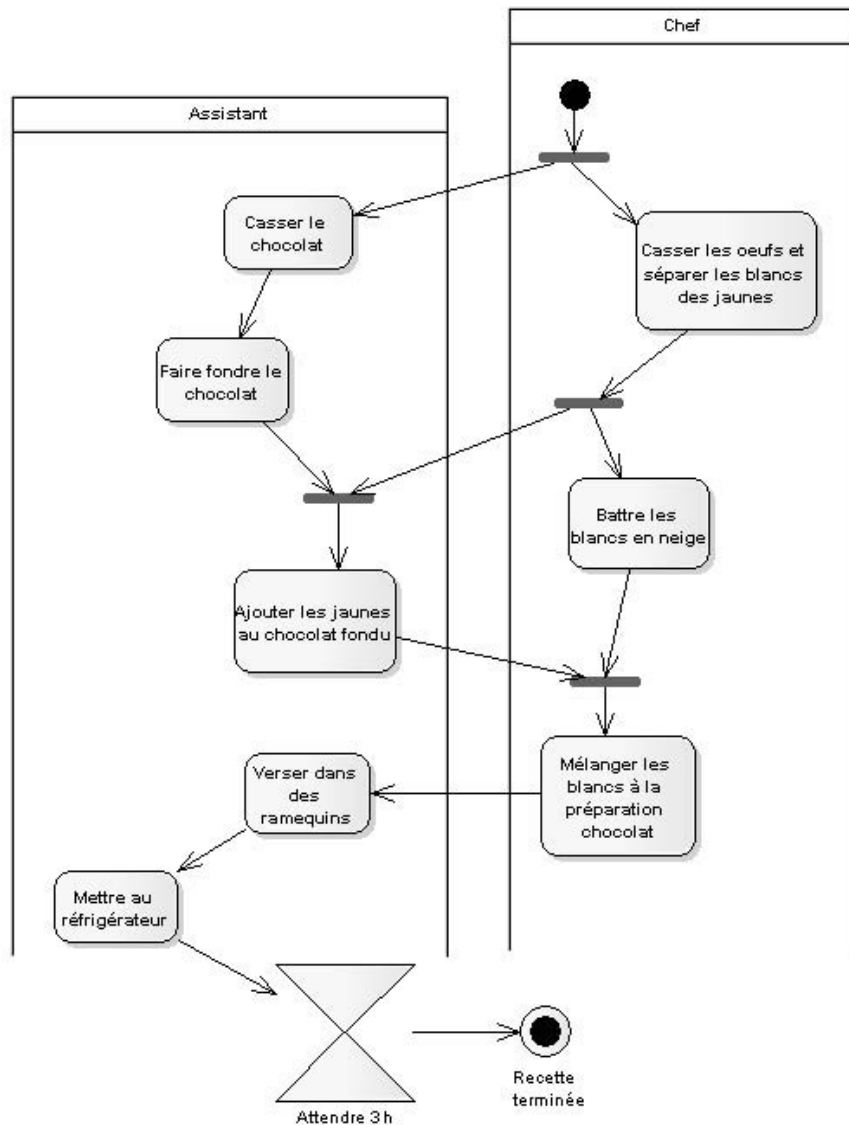 Chef
Assistant
Casser le
chocolat
Casser les oeufs et
séparer les blancs
des jaunes
Faire fondre le
chocolat
Battre les
blancs en neige
Ajouter les jaunes
au chocolat fondu
Mélanger les
blancs à la
préparation
chocolat
Verser dans
des
ramequins
Mettre au
réfrigérateur
Attendre 3h
Recette
terminée